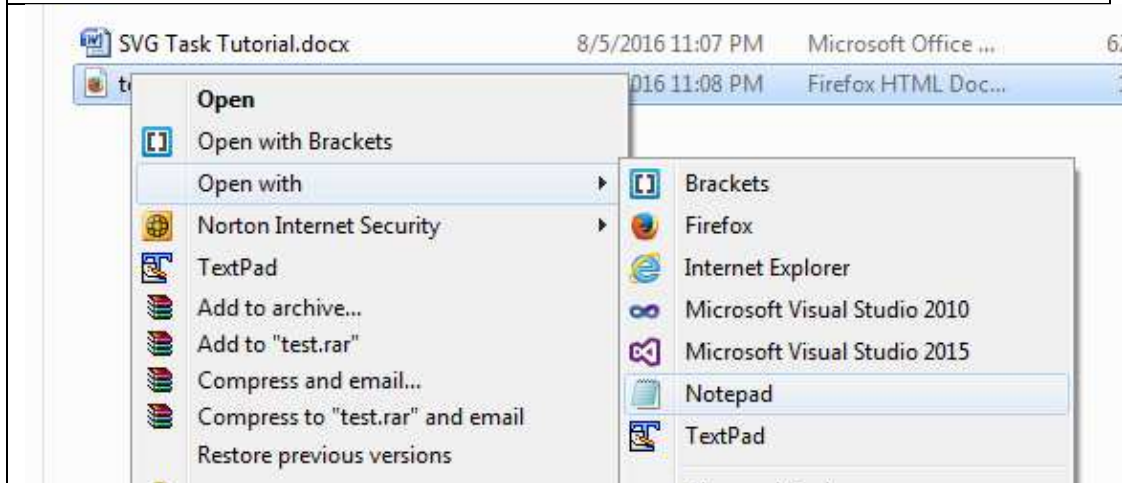 SVG Task Tutorial.docx 8/5/2016 11:07 PM Microsoft Office ... 6/
te 016 11:08 PM Firefox HTML Doc...
Open
Open with Brackets
Open with
Norton Internet Security
TextPad
Add to archive...
Add to "test.rar"
Compress and email...
Compress to "test.rar" and email
Restore previous versions
Brackets
Firefox
Internet Explorer
Microsoft Visual Studio 2010
Microsoft Visual Studio 2015
Notepad
TextPad